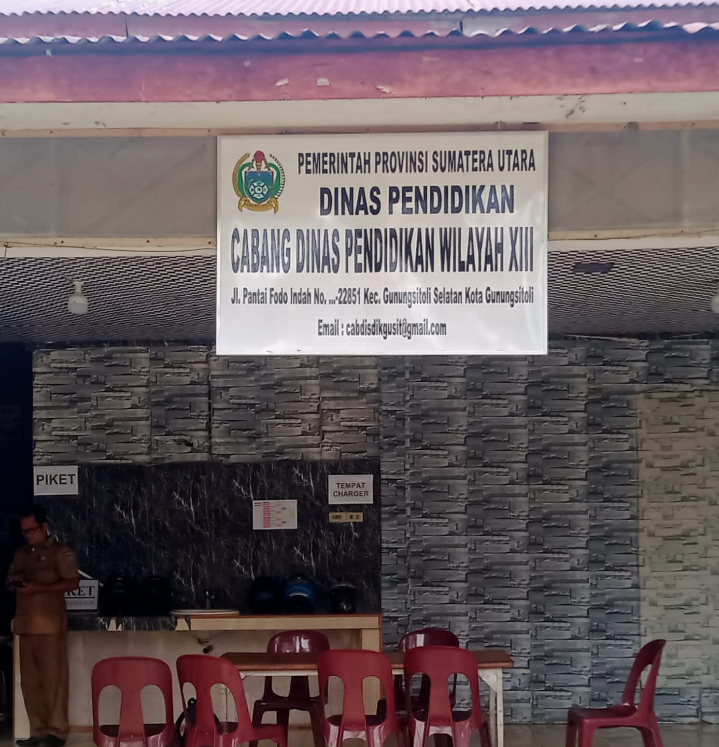 PEMERINTAH PROVINSI SUMATERA UTARA
DINAS PENDIDIKAN
CABANG DINAS PENDIDIKAN WILAYAH XIII
Jl. Pantai Fodo Indah No. ...-22851 Kec. Gunungsitoli Selatan Kota Gunungsitoli
Email : cabdisdikgusit@gmail.com
PIKET
TEMPAT
CHARGER